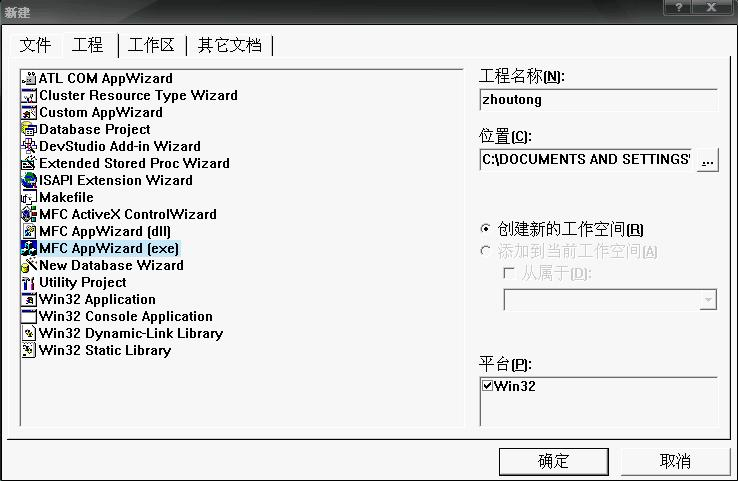 新建
文件 工程 工作区 其它文档
ATL COM AppWizard
Cluster Resource Type Wizard
Custom AppWizard
Database Project
DevStudio Add-in Wizard
Extended Stored Proc Wizard
ISAPI Extension Wizard
Makefile
MFC ActiveX ControlWizard
MFC AppWizard (dll)
MFC AppWizard (exe)
New Database Wizard
Utility Project
Win32 Application
Win32 Console Application
Win32 Dynamic-Link Library
Win32 Static Library
工程名称(N):
zhoutong
位置(C):
C:\DOCUMENTS AND SETTINGS\
...
创建新的工作空间(R)
添加到当前工作空间(A)
从属于(D):
平台(P):
Win32
确定 取消